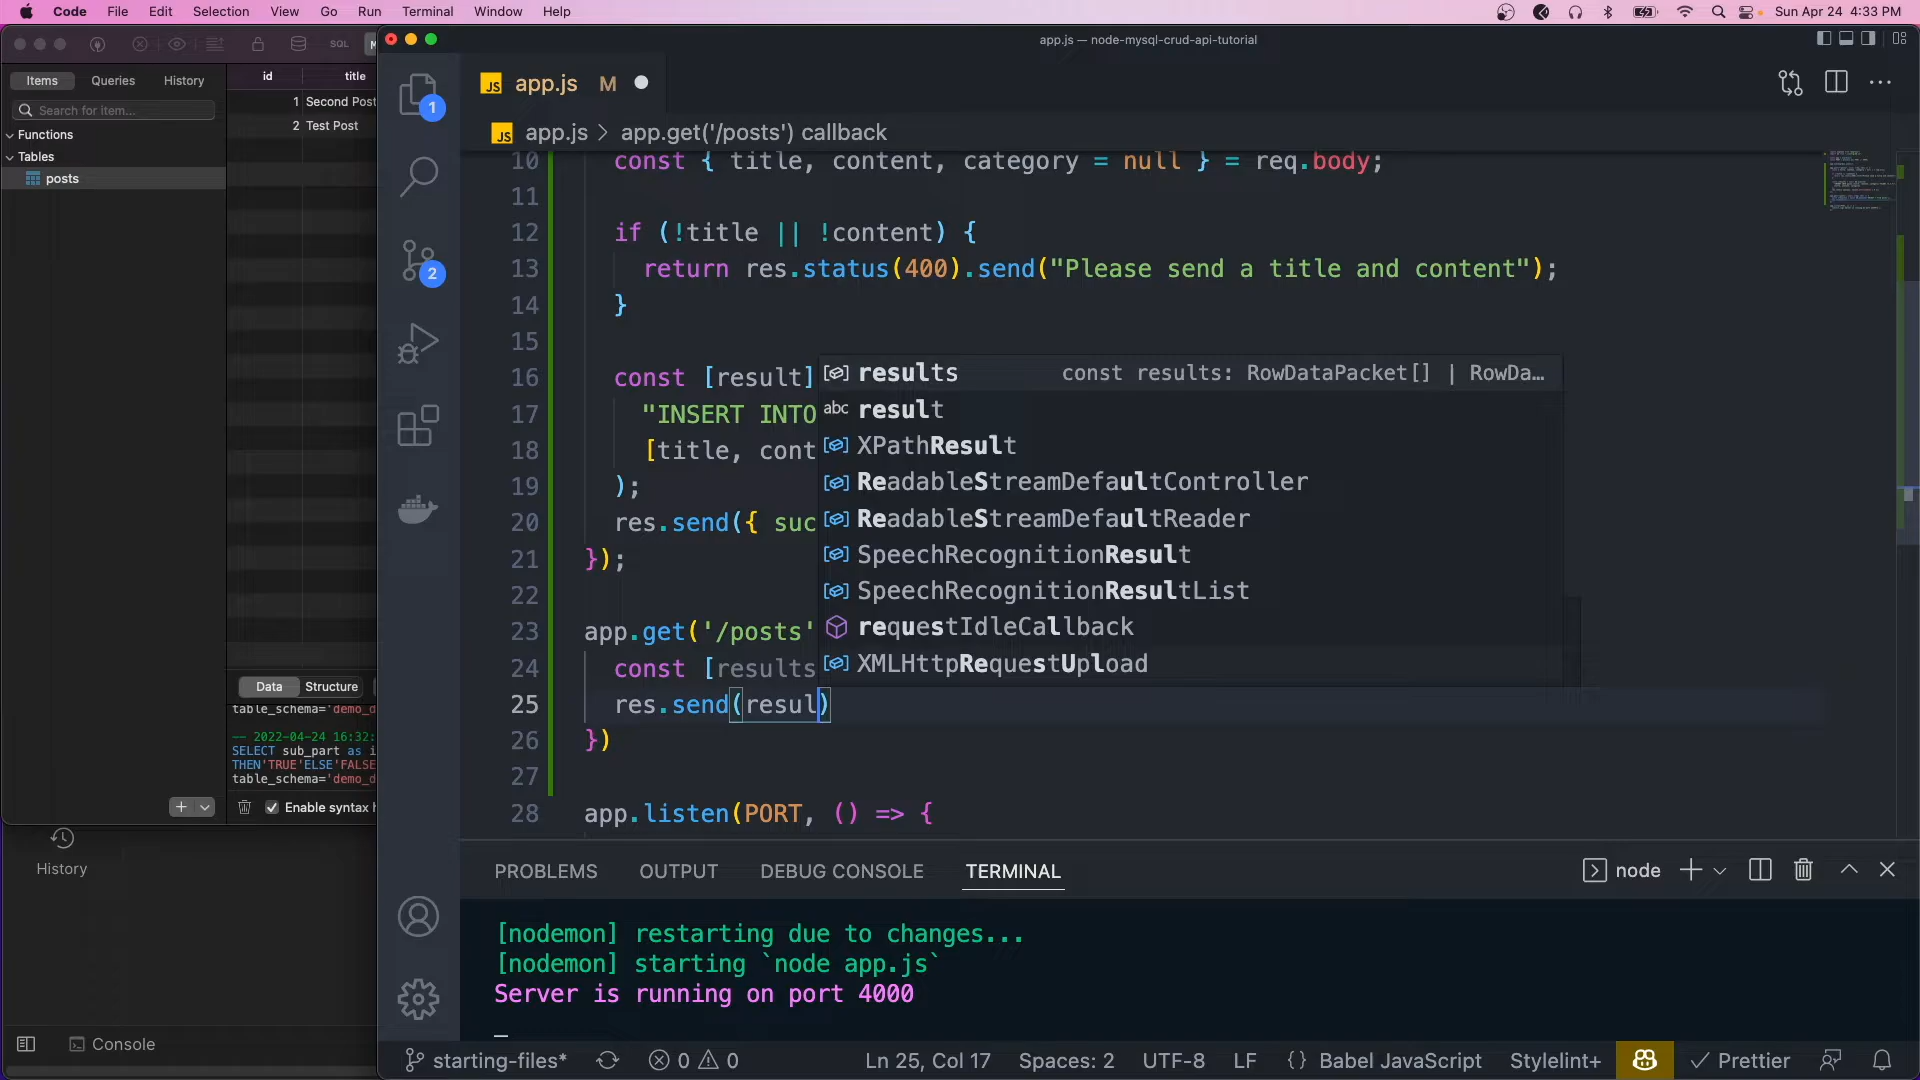 Code File Edit Selection View Go Run Terminal Window Help
Sun Apr 24 4:33 PM
SQL
Items Queries History
Search for item...
Functions
Tables
posts
id title
1 Second Post
2 Test Post
Data Structure
table_schema='demo_d
-- 2022-04-24 16:32:
SELECT sub_part as i
THEN'TRUE'ELSE'FALSE
table_schema='demo_d
Enable syntax h
History
Console
app.js — node-mysql-crud-api-tutorial
JS app.js M
JS app.js > app.get('/posts') callback
1
2
10 const { title, content, category = null } = req.body;
11
12 if (!title || !content) {
13 return res.status(400).send("Please send a title and content");
14 }
15
16 const [result]
17 "INSERT INTO
18 [title, cont
19 );
20 res.send({ suc
21 });
22
23 app.get('/posts'
24 const [results
25 res.send(resul)
26 })
27
28 app.listen(PORT, () => {
results const results: RowDataPacket[] | RowDa...
abc result
XPathResult
ReadableStreamDefaultController
ReadableStreamDefaultReader
SpeechRecognitionResult
SpeechRecognitionResultList
requestIdleCallback
XMLHttpRequestUpload
PROBLEMS OUTPUT DEBUG CONSOLE TERMINAL
node
[nodemon] restarting due to changes...
[nodemon] starting `node app.js`
Server is running on port 4000
starting-files* 0 0 Ln 25, Col 17 Spaces: 2 UTF-8 LF {} Babel JavaScript Stylelint+ Prettier